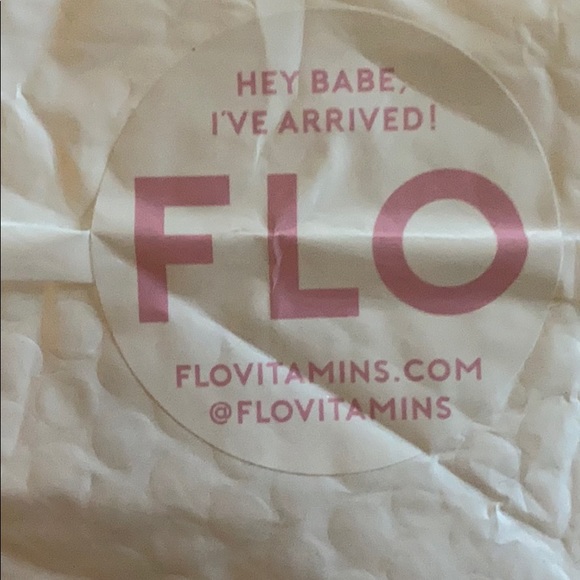 HEY BABE,
I'VE ARRIVED!
FLO
FLOVITAMINS.COM
@FLOVITAMINS